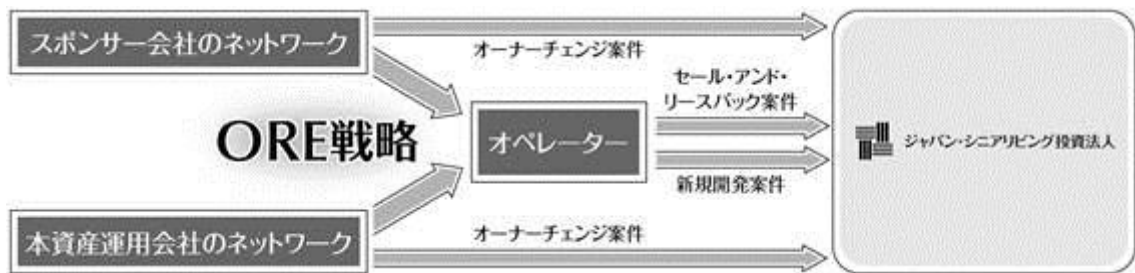 スポンサー会社のネットワーク
オーナーチェンジ案件
セール・アンド・
リースバック案件
ORE戦略
オペレーター
ジャパン・シニアリビング投資法人
新規開発案件
本資産運用会社のネットワーク
オーナーチェンジ案件